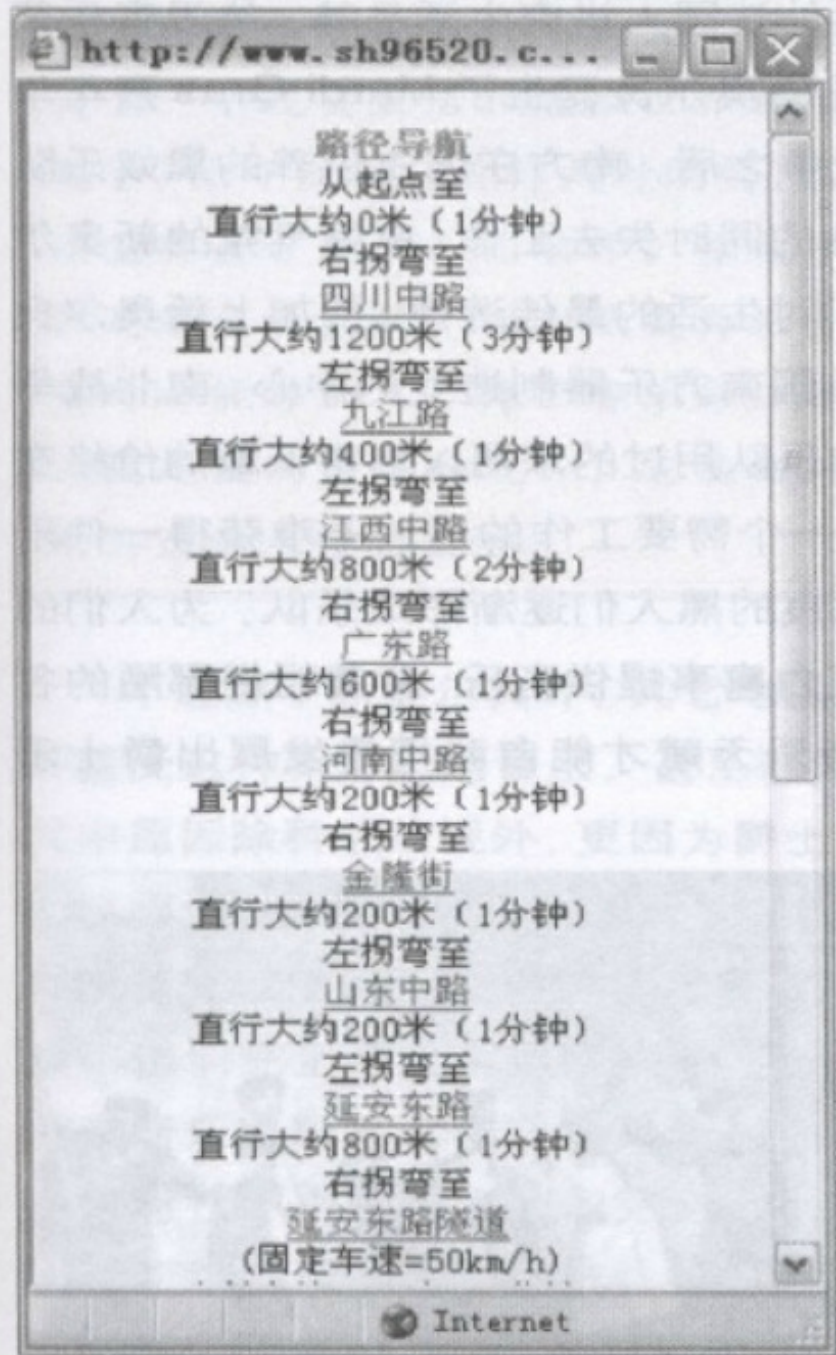 http://www.sh96520.c...
路径导航
从起点至
直行大约0米（1分钟）
右拐弯至
四川中路
直行大约1200米（3分钟）
左拐弯至
九江路
直行大约400米（1分钟）
左拐弯至
江西中路
直行大约800米（2分钟）
右拐弯至
广东路
直行大约600米（1分钟）
右拐弯至
河南中路
直行大约200米（1分钟）
右拐弯至
金隆街
直行大约200米（1分钟）
左拐弯至
山东中路
直行大约200米（1分钟）
左拐弯至
延安东路
直行大约800米（1分钟）
右拐弯至
延安东路隧道
(固定车速=50km/h)
Internet